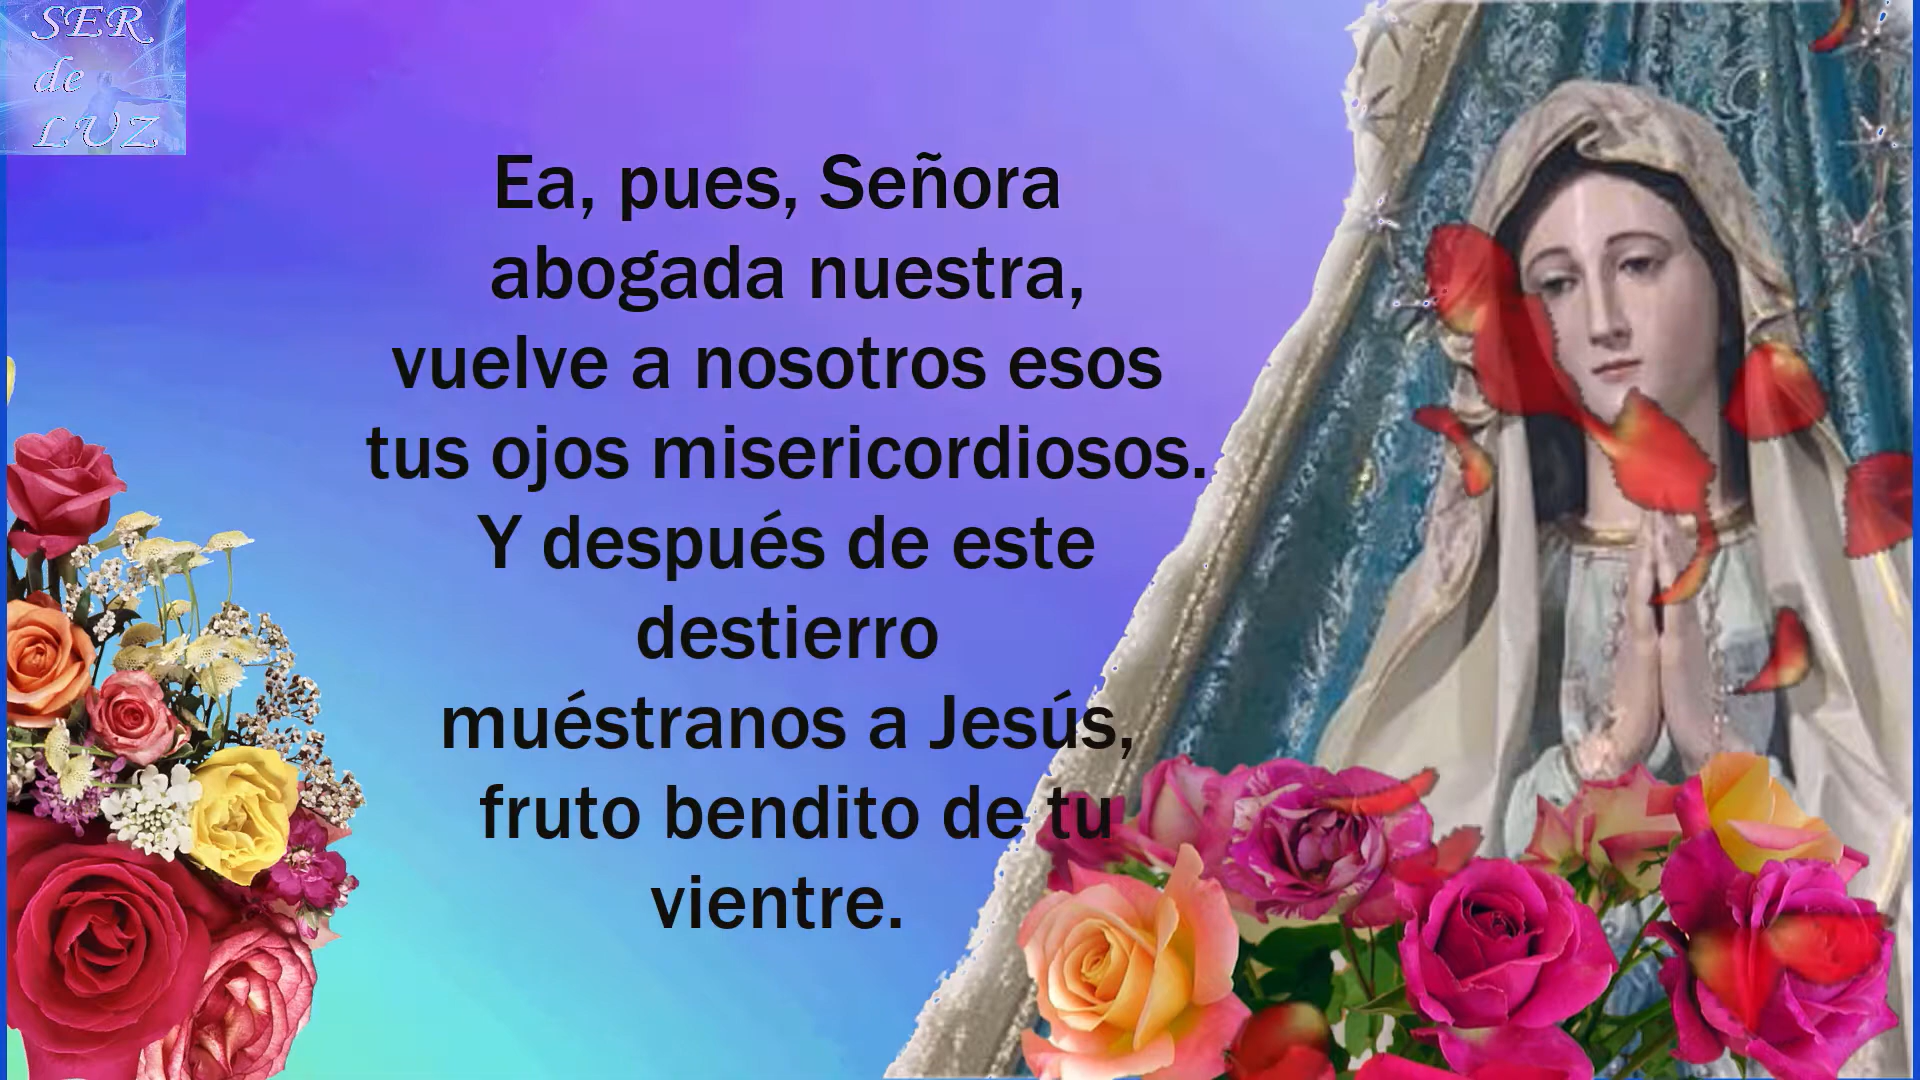 SER
de
LUZ
Ea, pues, Señora
abogada nuestra,
vuelve a nosotros esos
tus ojos misericordiosos.
Y después de este
destierro
muéstranos a Jesús,
fruto bendito de tu
vientre.